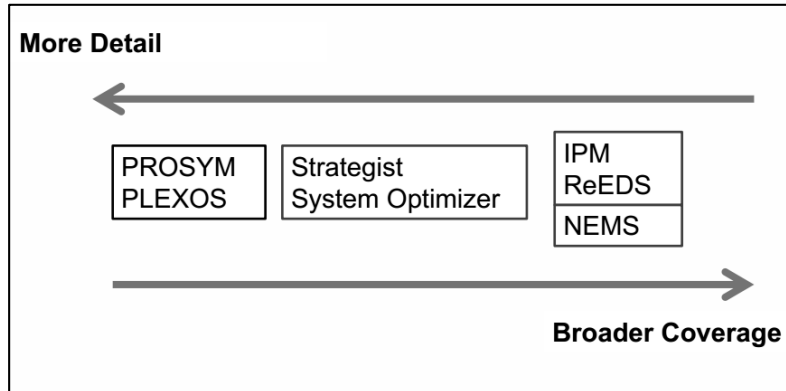 More Detail
PROSYM
PLEXOS
Strategist
System Optimizer
IPM
ReEDS
NEMS
Broader Coverage